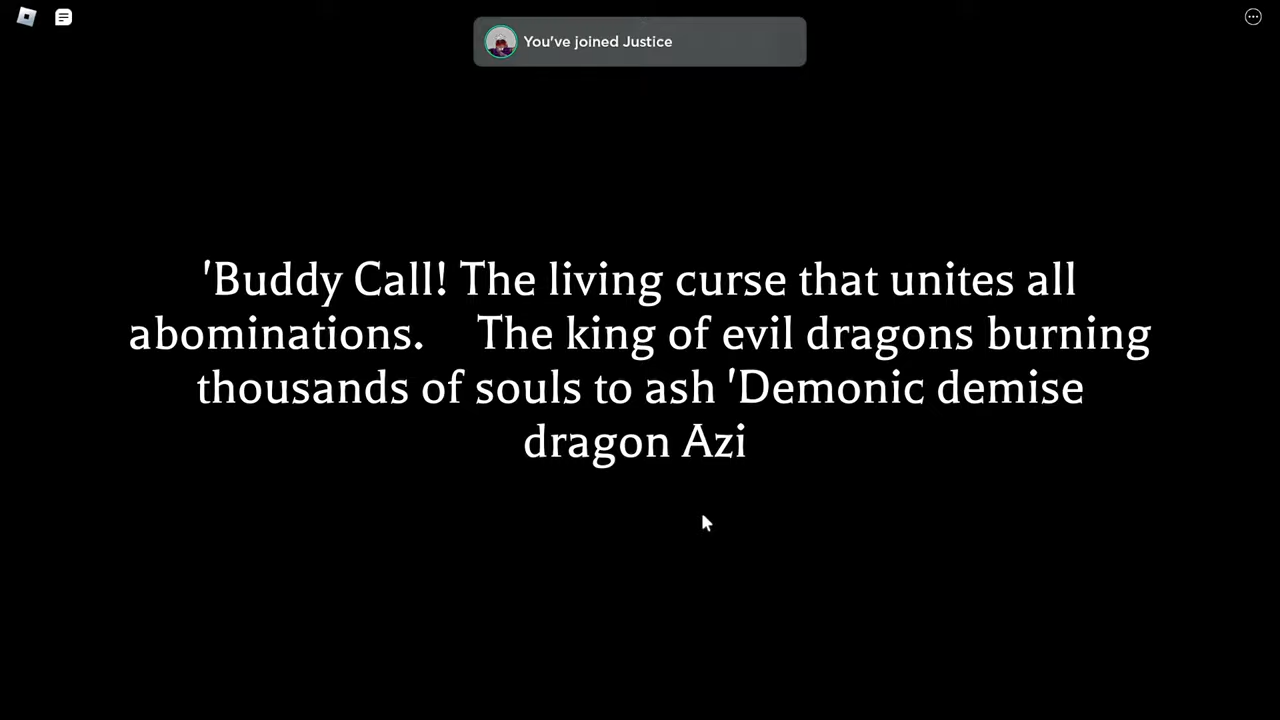 You've joined Justice
'Buddy Call! The living curse that unites all
abominations. The king of evil dragons burning
thousands of souls to ash 'Demonic demise
dragon Azi